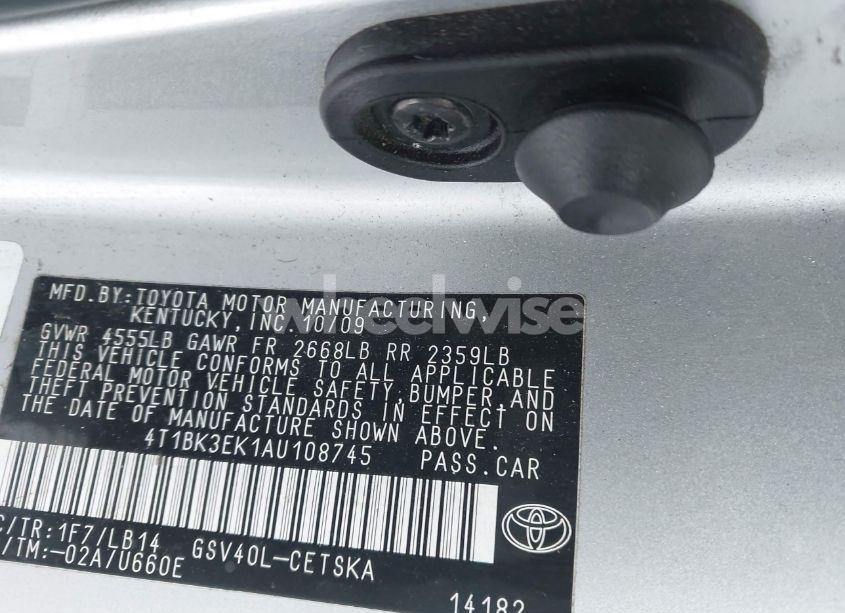 MFD.BY:TOYOTA MOTOR MANUFACTURING,
KENTUCKY,INC 10/09
GVWR 4555LB GAWR FR 2668LB RR 2359LB
THIS VEHICLE CONFORMS TO ALL APPLICABLE
FEDERAL MOTOR VEHICLE SAFETY,BUMPER,AND
THEFT PREVENTION STANDARDS IN EFFECT ON
THE DATE OF MANUFACTURE SHOWN ABOVE.
4T1BK3EK1AU108745 PASS.CAR
C/TR:1F7/LB14 GSV40L-CETSKA
/TM:-02A/U660E
14182
wheelwise